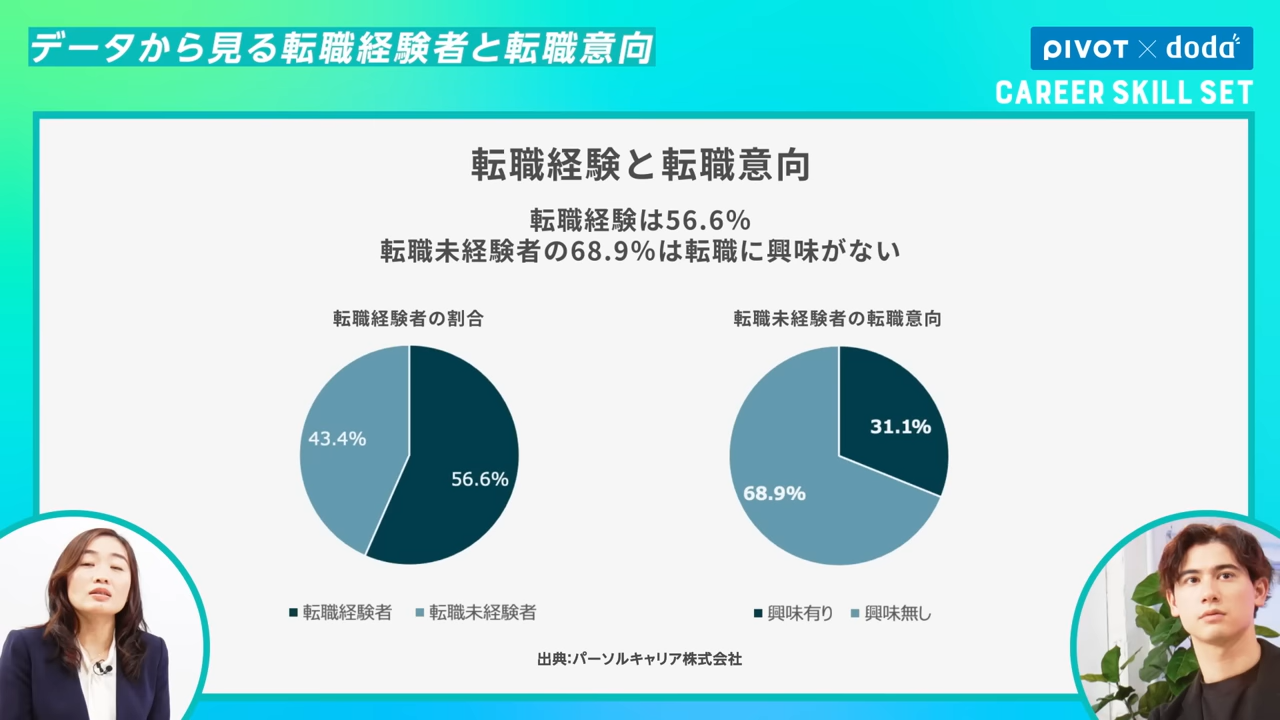 データから見る転職経験者と転職意向
PIVOT × doda
CAREER SKILL SET
転職経験と転職意向
転職経験は56.6%
転職未経験者の68.9%は転職に興味がない
転職経験者の割合
43.4%
56.6%
転職経験者 転職未経験者
転職未経験者の転職意向
31.1%
68.9%
興味有り 興味無し
出典:パーソルキャリア株式会社